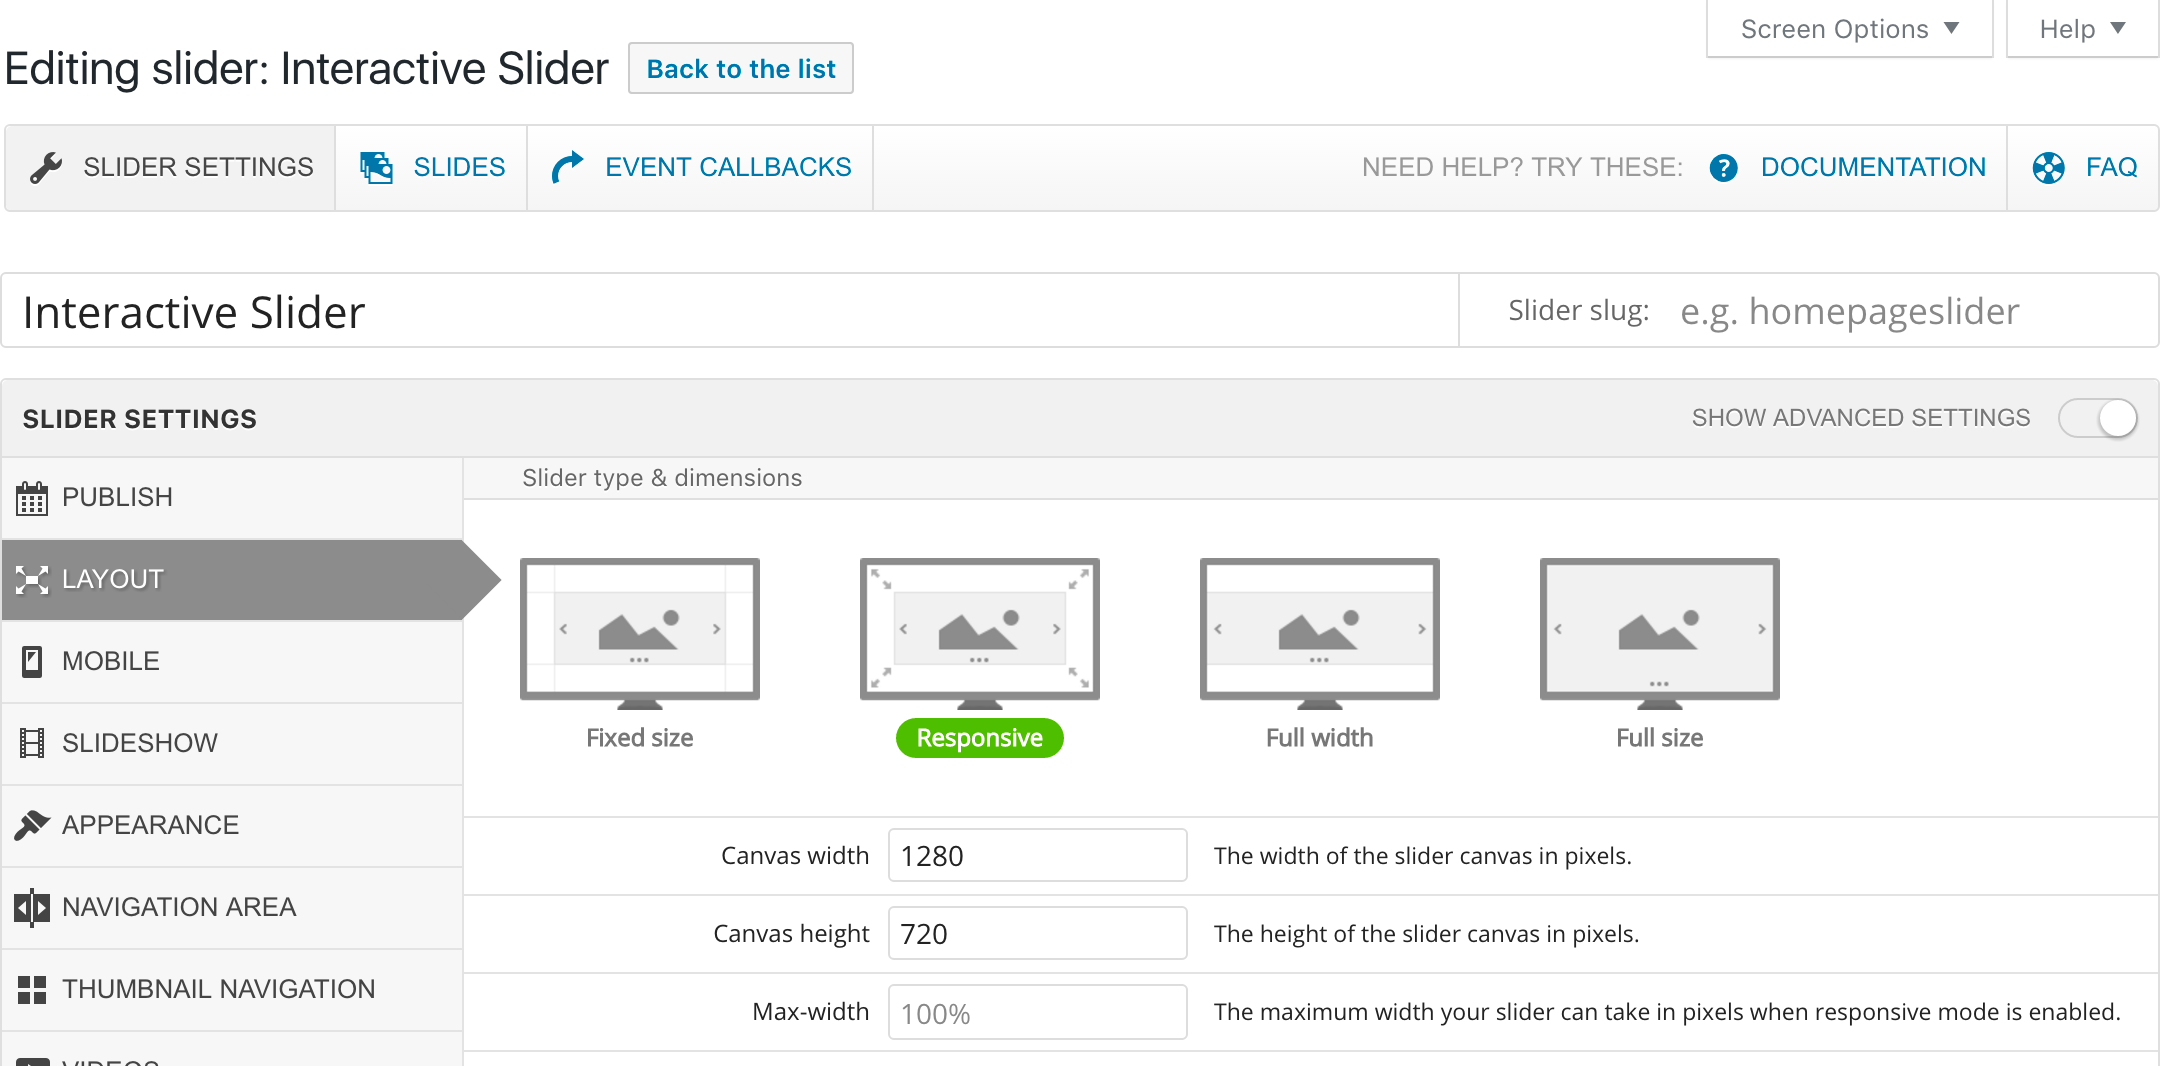 Screen Options
Help
Editing slider: Interactive Slider
Back to the list
SLIDER SETTINGS
SLIDES
EVENT CALLBACKS
NEED HELP? TRY THESE:
DOCUMENTATION
FAQ
Interactive Slider
Slider slug:
e.g. homepageslider
SLIDER SETTINGS
SHOW ADVANCED SETTINGS
PUBLISH
LAYOUT
MOBILE
SLIDESHOW
APPEARANCE
NAVIGATION AREA
THUMBNAIL NAVIGATION
VIDEOS
Slider type & dimensions
Fixed size
Responsive
Full width
Full size
Canvas width
1280
The width of the slider canvas in pixels.
Canvas height
720
The height of the slider canvas in pixels.
Max-width
100%
The maximum width your slider can take in pixels when responsive mode is enabled.